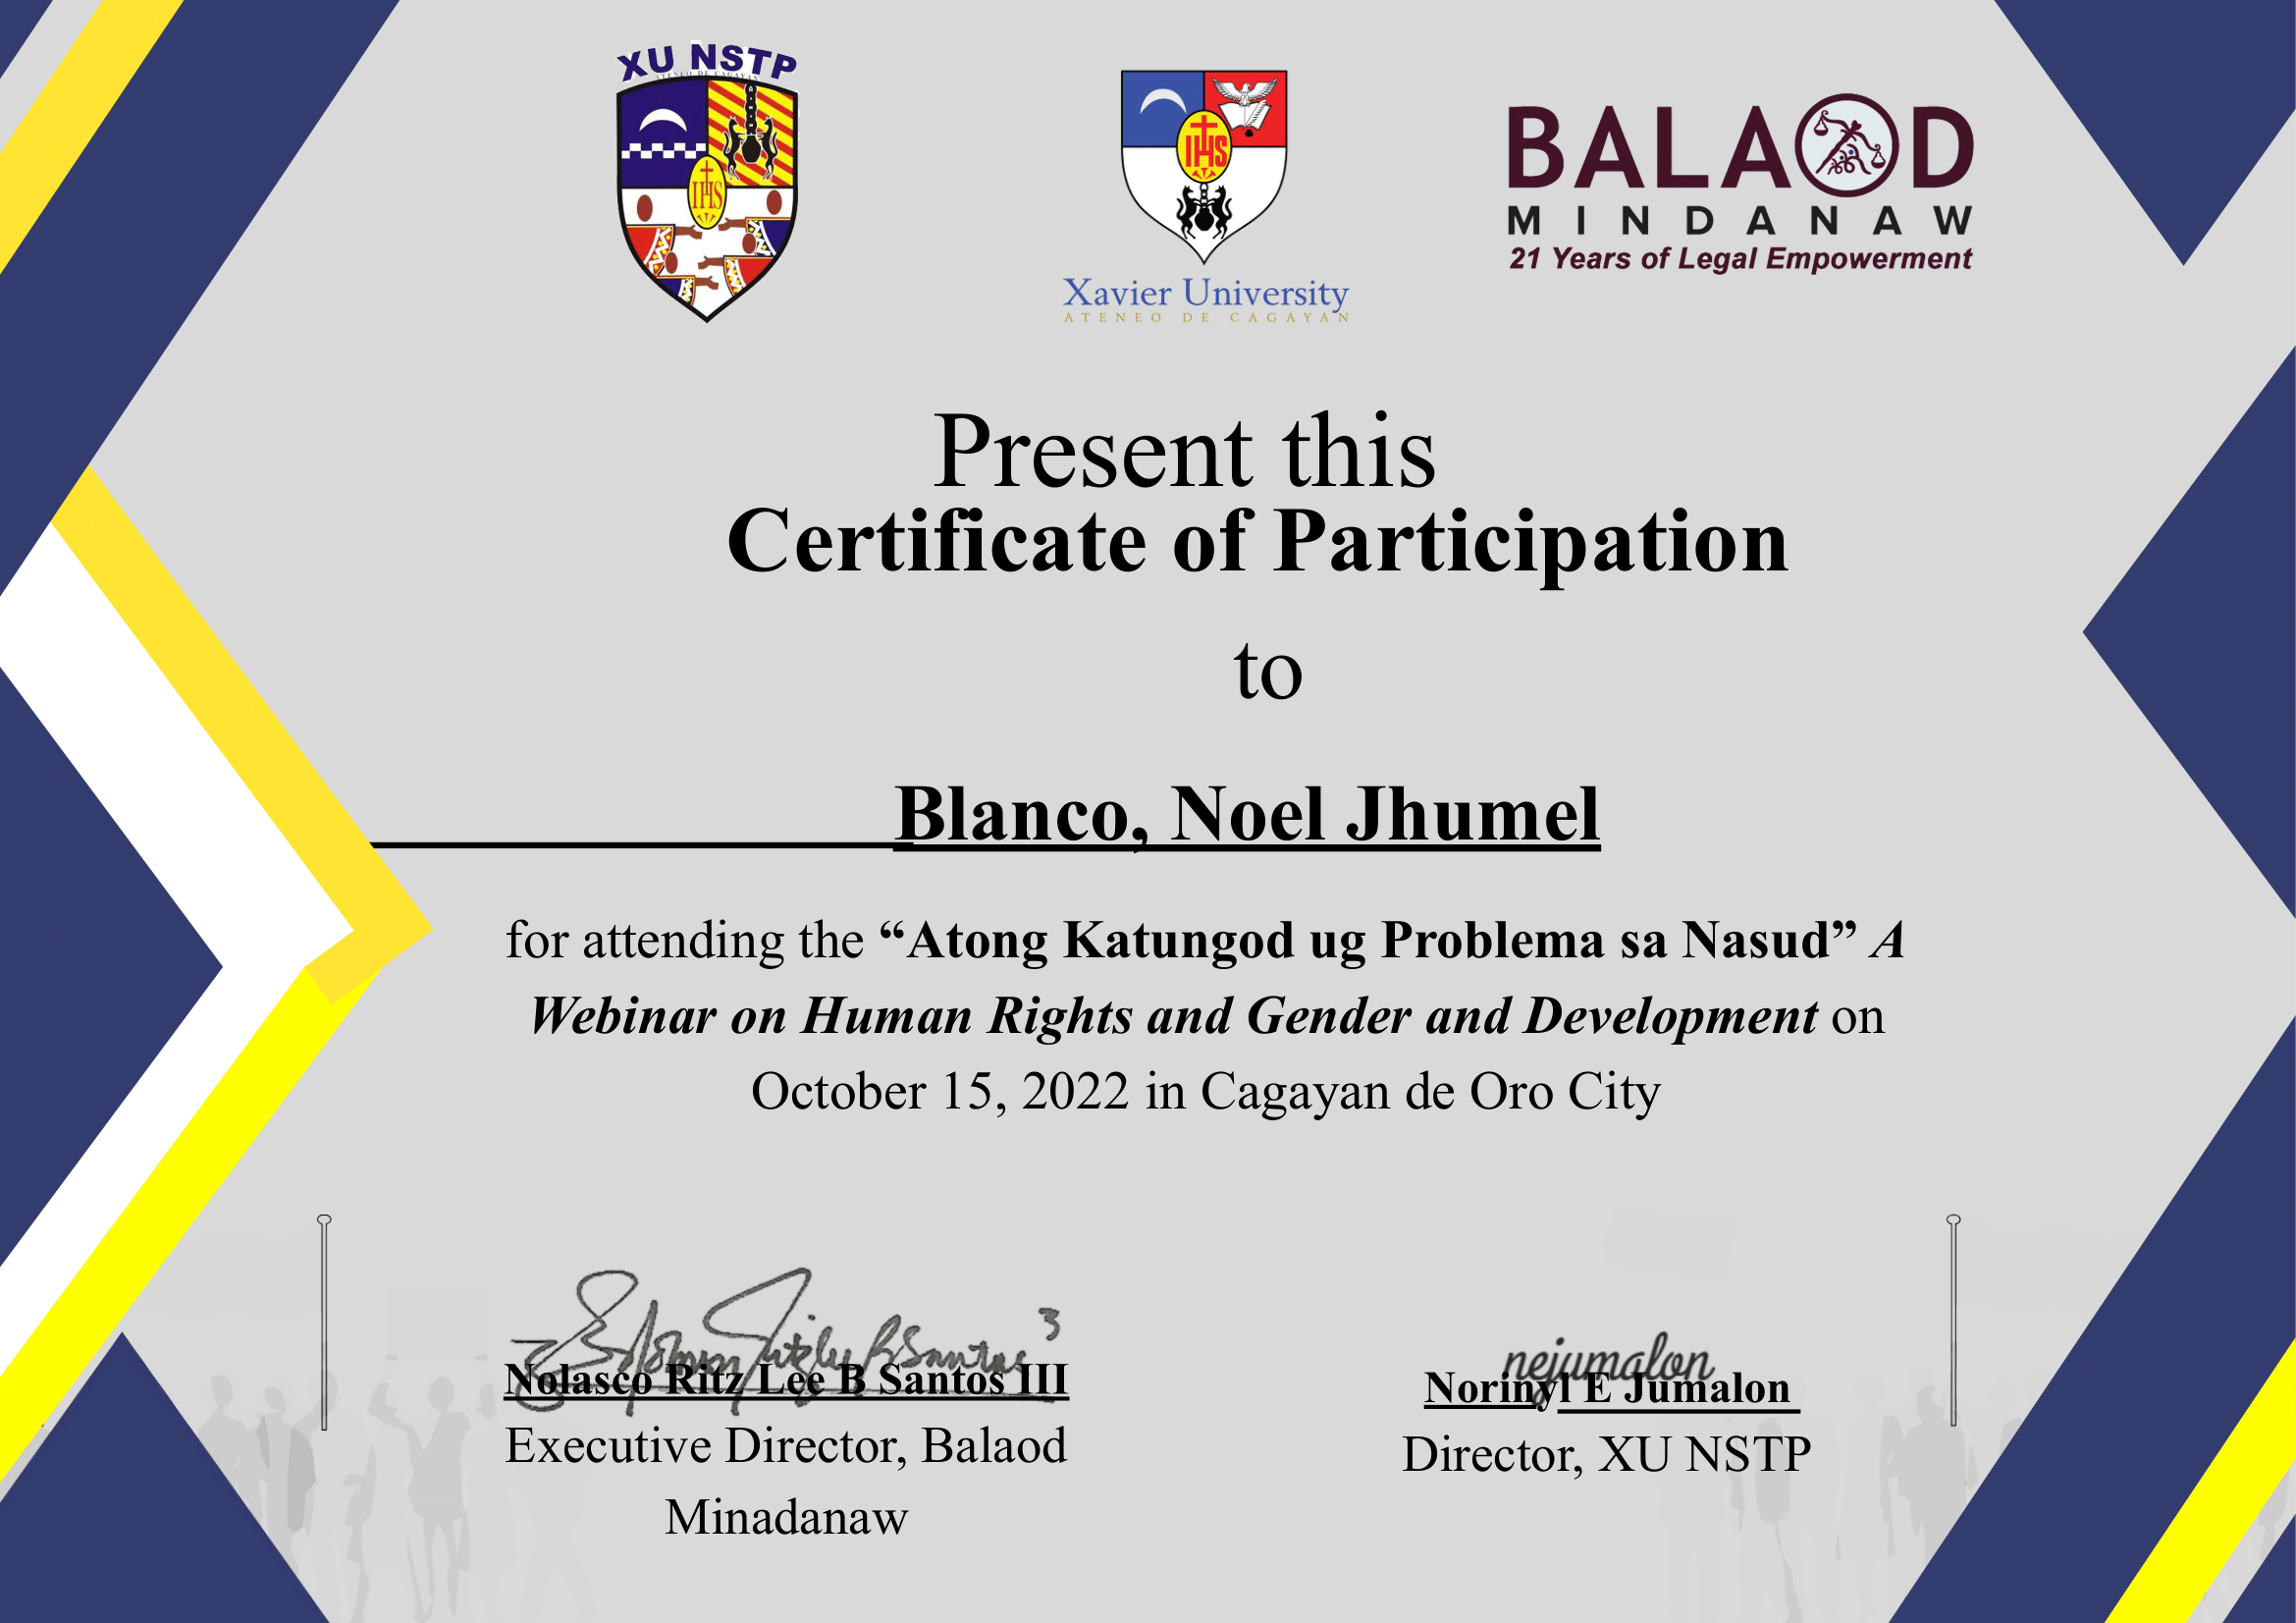 XU NSTP
ATENEO DE CAGAYAN
IHS
IHS
Xavier University
ATENEO DE CAGAYAN
BALAOD
MINDANAW
21 Years of Legal Empowerment
Present this
Certificate of Participation
to
Blanco, Noel Jhumel
for attending the “Atong Katungod ug Problema sa Nasud” A
Webinar on Human Rights and Gender and Development on
October 15, 2022 in Cagayan de Oro City
Nolasco Ritz Lee B Santos III
Executive Director, Balaod
Minadanaw
nejumalon
Norinyl E Jumalon
Director, XU NSTP